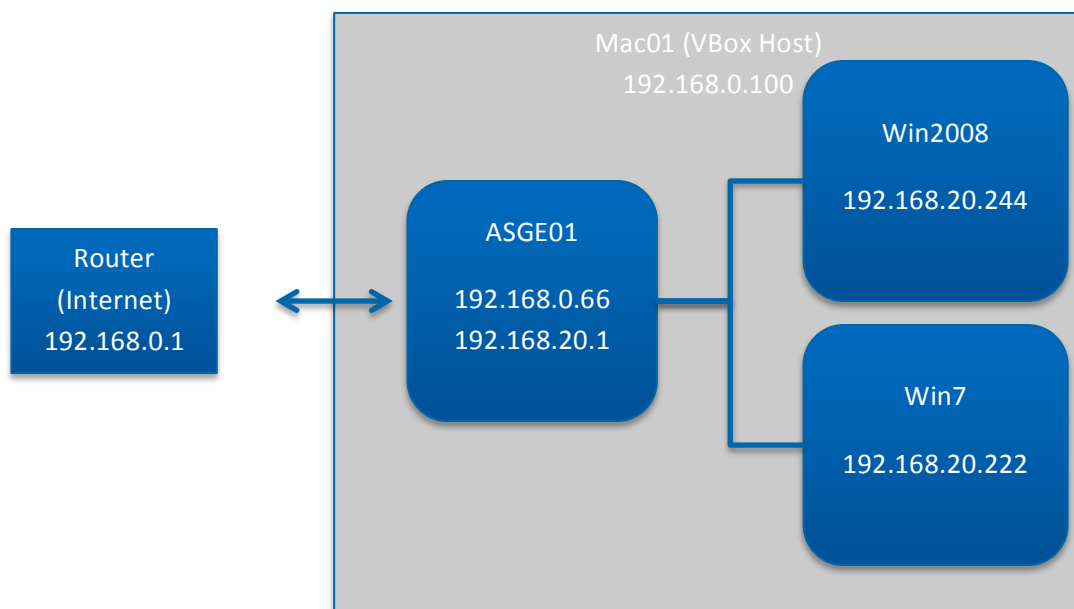 Mac01 (VBox Host)
192.168.0.100
Win2008
192.168.20.244
ASGE01
192.168.0.66
192.168.20.1
Router
(Internet)
192.168.0.1
Win7
192.168.20.222